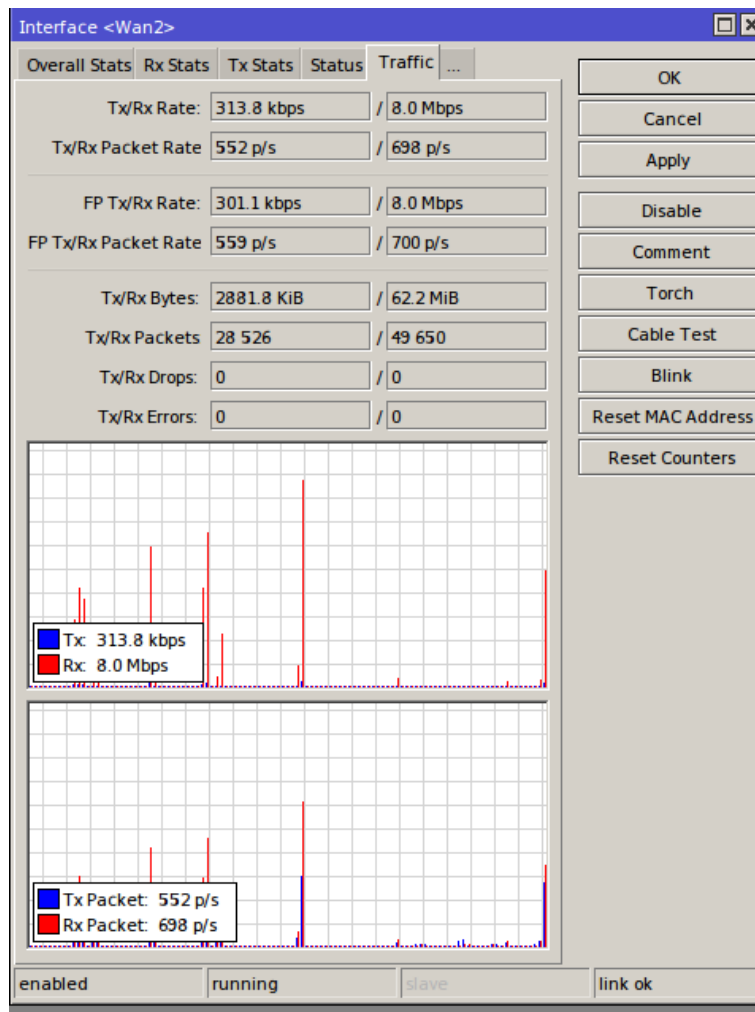 Interface <Wan2>
Overall Stats Rx Stats Tx Stats Status Traffic ...
Tx/Rx Rate: 313.8 kbps / 8.0 Mbps
Tx/Rx Packet Rate 552 p/s / 698 p/s
FP Tx/Rx Rate: 301.1 kbps / 8.0 Mbps
FP Tx/Rx Packet Rate 559 p/s / 700 p/s
Tx/Rx Bytes: 2881.8 KiB / 62.2 MiB
Tx/Rx Packets 28 526 / 49 650
Tx/Rx Drops: 0 / 0
Tx/Rx Errors: 0 / 0
Tx: 313.8 kbps
Rx: 8.0 Mbps
Tx Packet: 552 p/s
Rx Packet: 698 p/s
OK
Cancel
Apply
Disable
Comment
Torch
Cable Test
Blink
Reset MAC Address
Reset Counters
enabled running slave link ok